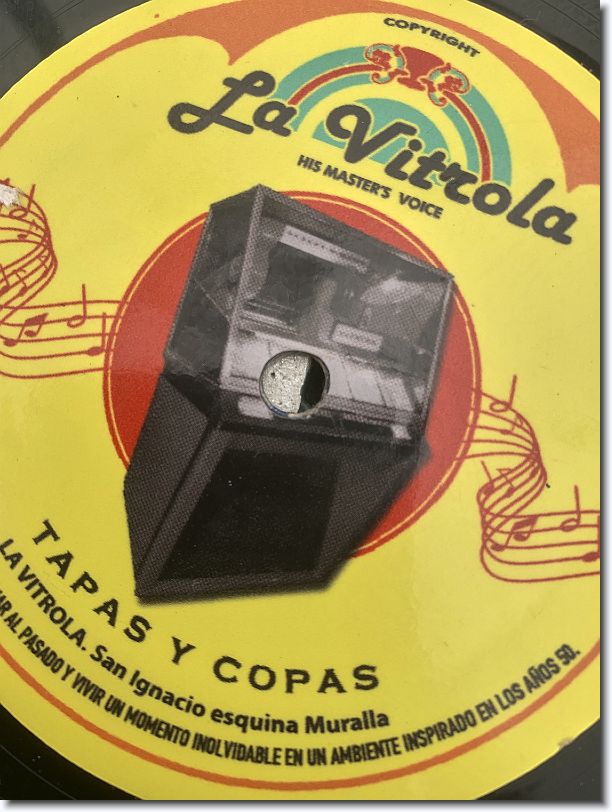 COPYRIGHT
La Vitrola
HIS MASTER'S VOICE
TAPAS Y COPAS
LA VITROLA. San Ignacio esquina Muralla
AL PASADO Y VIVIR UN MOMENTO INOLVIDABLE EN UN AMBIENTE INSPIRADO EN LOS AÑOS 50.